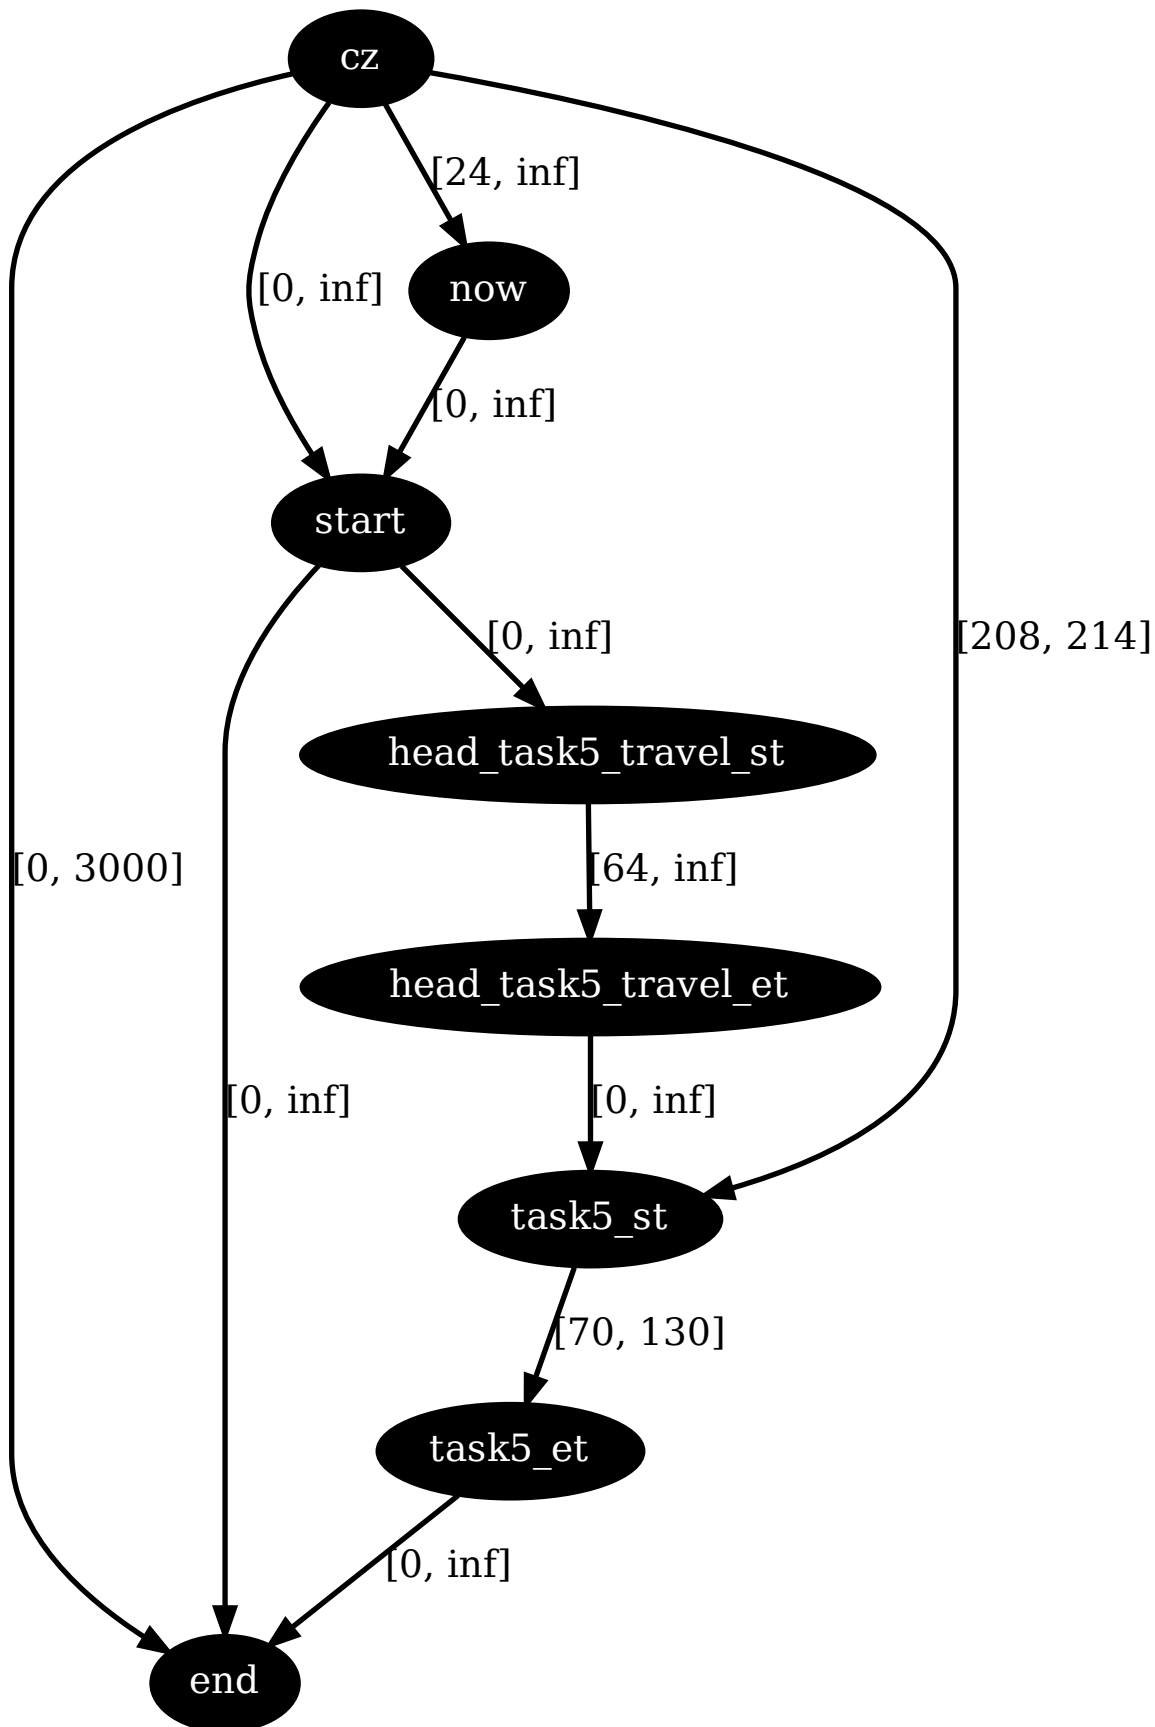 cz
[24, inf]
[0, inf]
now
[0, inf]
start
[0, inf]
[208, 214]
head_task5_travel_st
[0, 3000]
[64, inf]
head_task5_travel_et
[0, inf]
[0, inf]
task5_st
[70, 130]
task5_et
[0, inf]
end